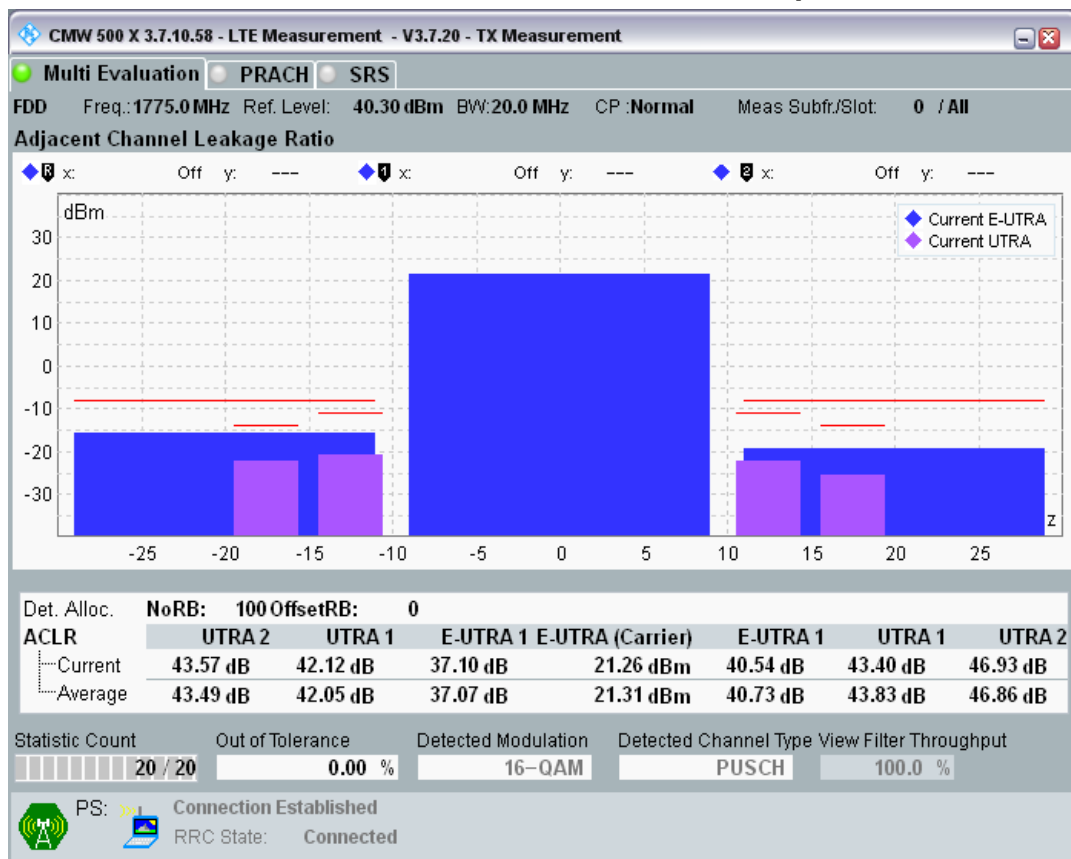 CMW 500 X 3.7.10.58 - LTE Measurement - V3.7.20 - TX Measurement
Multi Evaluation PRACH SRS
FDD Freq.:1775.0 MHz Ref. Level: 40.30 dBm BW:20.0 MHz CP :Normal Meas Subfr./Slot: 0 / All
Adjacent Channel Leakage Ratio
R x: Off y: --- 1 x: Off y: --- 2 x: Off y: ---
dBm
Current E-UTRA
Current UTRA
30
20
10
0
-10
-20
-30
z
-25 -20 -15 -10 -5 0 5 10 15 20 25
Det. Alloc. NoRB: 100 OffsetRB: 0
ACLR UTRA 2 UTRA 1 E-UTRA 1 E-UTRA (Carrier) E-UTRA 1 UTRA 1 UTRA 2
Current 43.57 dB 42.12 dB 37.10 dB 21.26 dBm 40.54 dB 43.40 dB 46.93 dB
Average 43.49 dB 42.05 dB 37.07 dB 21.31 dBm 40.73 dB 43.83 dB 46.86 dB
Statistic Count Out of Tolerance Detected Modulation Detected Channel Type View Filter Throughput
20 / 20 0.00 % 16-QAM PUSCH 100.0 %
PS: Connection Established
RRC State: Connected